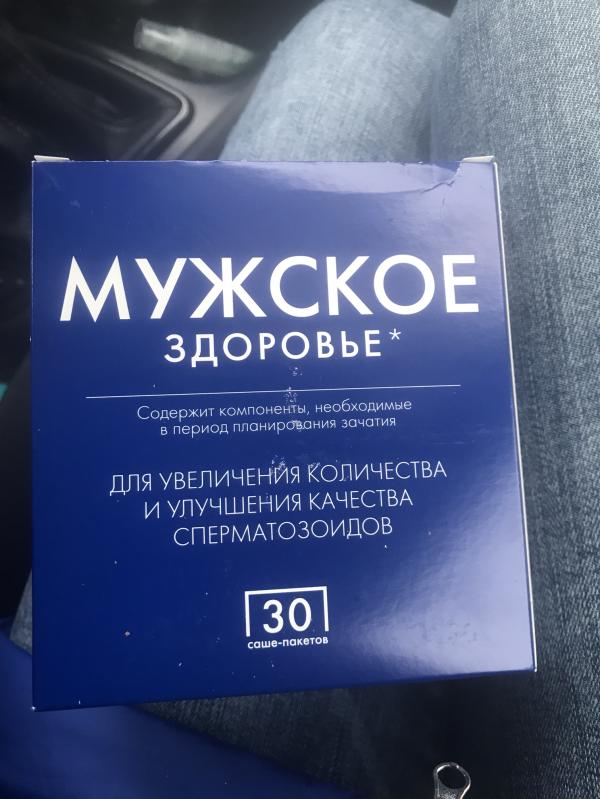 МУЖСКОЕ
ЗДОРОВЬЕ*
Содержит компоненты, необходимые
в период планирования зачатия
ДЛЯ УВЕЛИЧЕНИЯ КОЛИЧЕСТВА
И УЛУЧШЕНИЯ КАЧЕСТВА
СПЕРМАТОЗОИДОВ
30
саше-пакетов